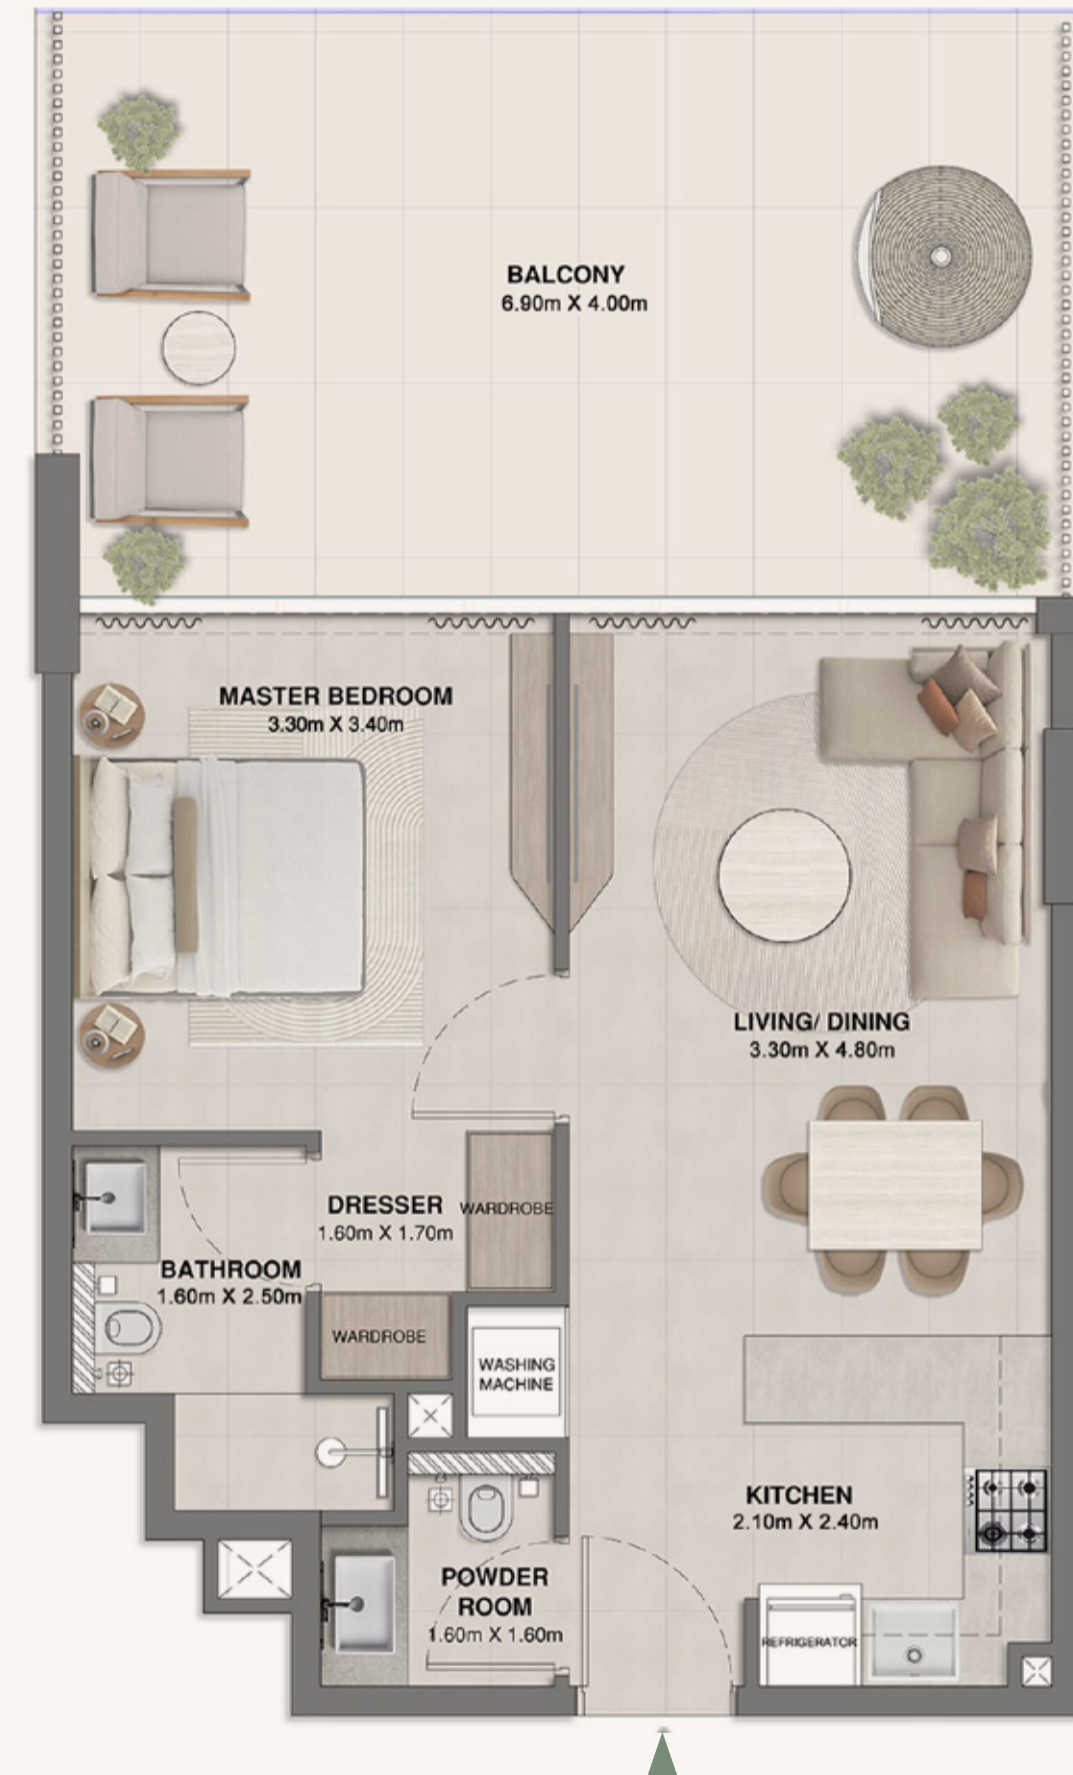 BALCONY
6.90m X 4.00m
MASTER BEDROOM
3.30m X 3.40m
LIVING/ DINING
3.30m X 4.80m
DRESSER
1.60m X 1.70m
WARDROBE
BATHROOM
1.60m X 2.50m
WARDROBE
WASHING
MACHINE
KITCHEN
2.10m X 2.40m
POWDER
ROOM
1.60m X 1.60m
REFRIGERATOR